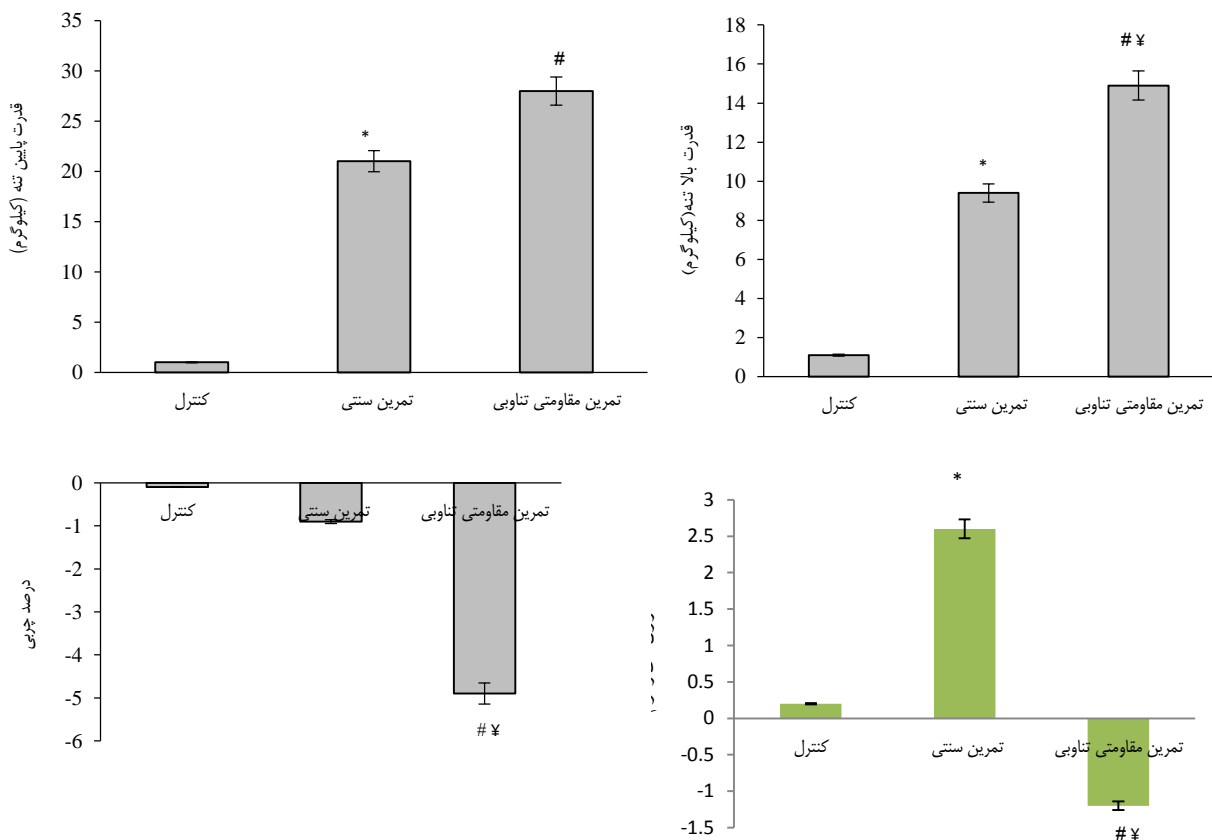 قدرت پایین تنه (کیلوگرم)
35
30
25
20
15
10
5
0
*
#
کنترل
تمرین سنتی
تمرین مقاومتی تناوبی
قدرت بالا تنه(کیلوگرم)
18
16
14
12
10
8
6
4
2
0
*
# ¥
کنترل
تمرین سنتی
تمرین مقاومتی تناوبی
درصد چربی
0
-1
-2
-3
-4
-5
-6
کنترل
تمرین سنتی
تمرین مقاومتی تناوبی
# ¥
3
2.5
2
1.5
1
0.5
0
-0.5
-1
-1.5
*
کنترل
تمرین سنتی
تمرین مقاومتی تناوبی
# ¥